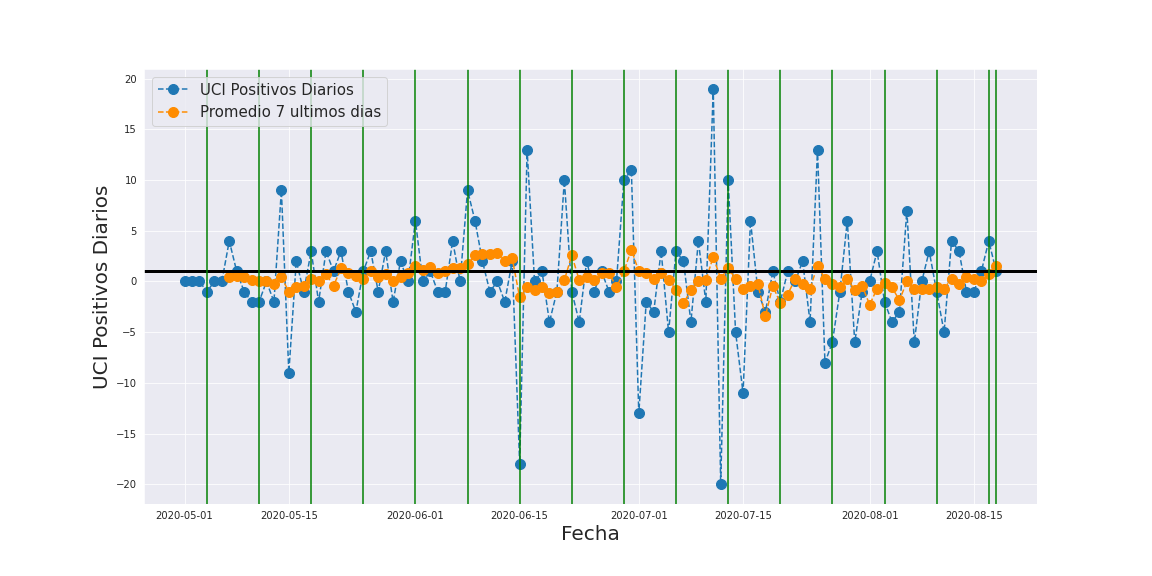 UCI Positivos Diarios
Promedio 7 ultimos dias
UCI Positivos Diarios
20
15
10
5
0
−5
−10
−15
−20
2020-05-01 2020-05-15 2020-06-01 2020-06-15 2020-07-01 2020-07-15 2020-08-01 2020-08-15
Fecha